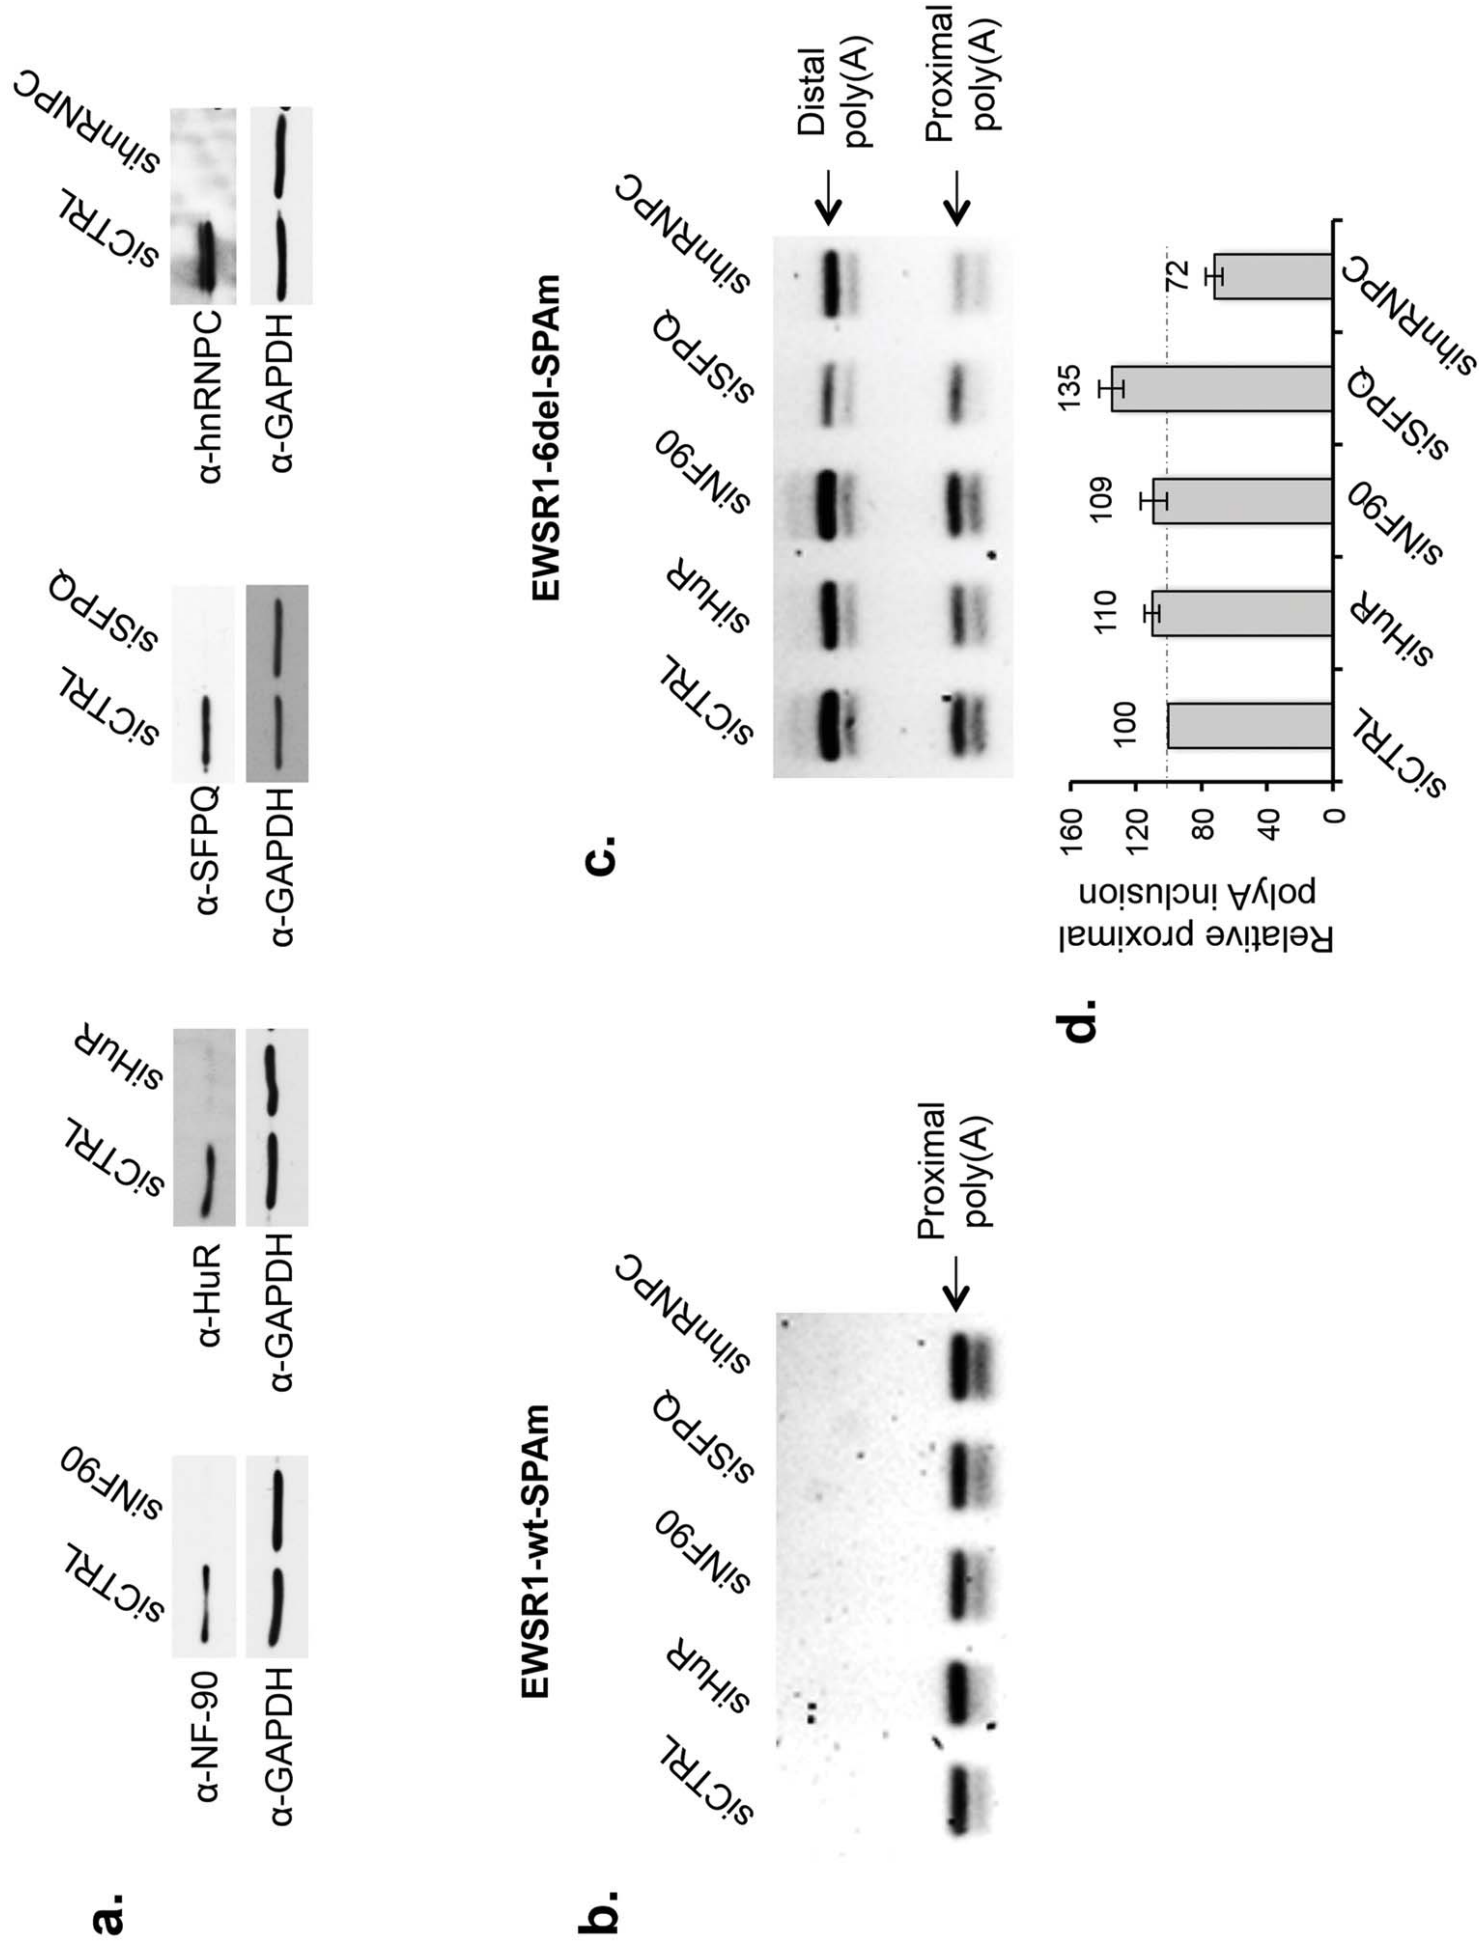 a.
siCTRL siNF90
α-NF-90
α-GAPDH
siCTRL siHuR
α-HuR
α-GAPDH
siCTRL siSFPQ
α-SFPQ
α-GAPDH
siCTRL sihnRNPC
α-hnRNPC
α-GAPDH
b.
EWSR1-wt-SPAm
siCTRL siHuR siNF90 siSFPQ sihnRNPC
Proximal
poly(A)
c.
EWSR1-6del-SPAm
siCTRL siHuR siNF90 siSFPQ sihnRNPC
Distal
poly(A)
Proximal
poly(A)
d.
Relative proximal
polyA inclusion
160
120
80
40
0
100 110 109 135 72
siCTRL siHuR siNF90 siSFPQ sihnRNPC